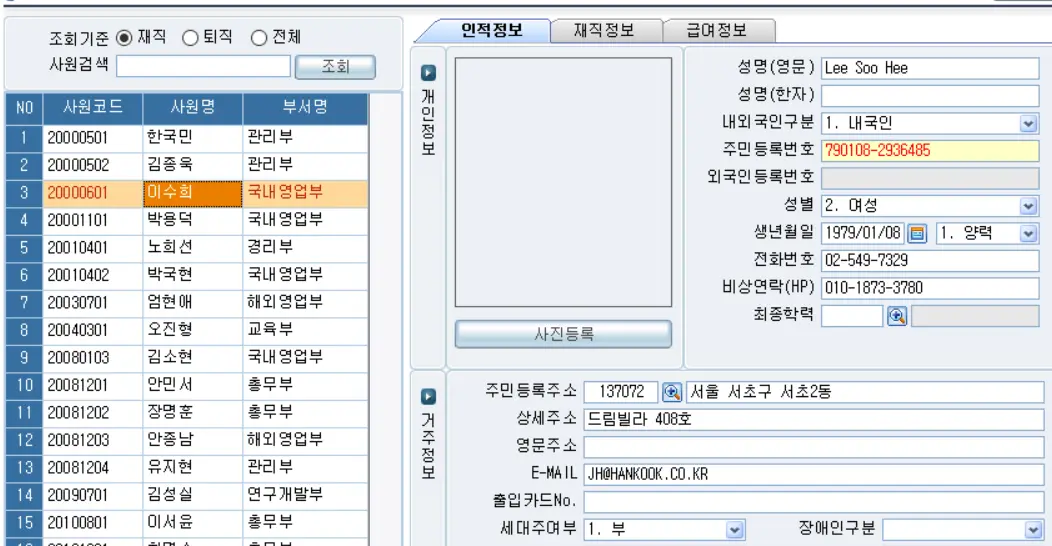 조회기준 재직 퇴직 전체
사원검색 조회
NO 사원코드 사원명 부서명
1 20000501 한국민 관리부
2 20000502 김종욱 관리부
3 20000601 이수희 국내영업부
4 20001101 박용덕 국내영업부
5 20010401 노희선 경리부
6 20010402 박국현 국내영업부
7 20030701 엄현애 해외영업부
8 20040301 오진형 교육부
9 20080103 김소현 국내영업부
10 20081201 안민서 총무부
11 20081202 장명훈 총무부
12 20081203 안종남 해외영업부
13 20081204 유지현 관리부
14 20090701 김성실 연구개발부
15 20100801 이서윤 총무부
인적정보 재직정보 급여정보
개인정보
사진등록
성명(영문) Lee Soo Hee
성명(한자)
내외국인구분 1. 내국인
주민등록번호 790108-2936485
외국인등록번호
성별 2. 여성
생년월일 1979/01/08 1. 양력
전화번호 02-549-7329
비상연락(HP) 010-1873-3780
최종학력
거주정보
주민등록주소 137072 서울 서초구 서초2동
상세주소 드림빌라 408호
영문주소
E-MAIL JH@HANKOOK.CO.KR
출입카드No.
세대주여부 1. 부 장애인구분